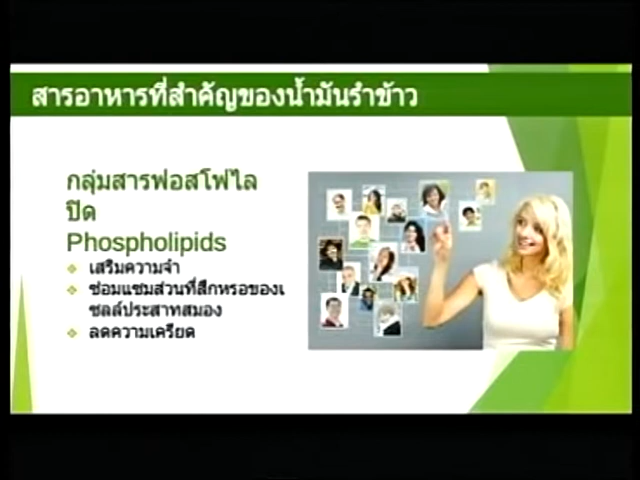 สารอาหารที่สำคัญของน้ำมันรำข้าว
กลุ่มสารฟอสโฟไล
ปิด
Phospholipids
เสริมความจำ
ซ่อมแซมส่วนที่สึกหรอของเ
ซลล์ประสาทสมอง
ลดความเครียด